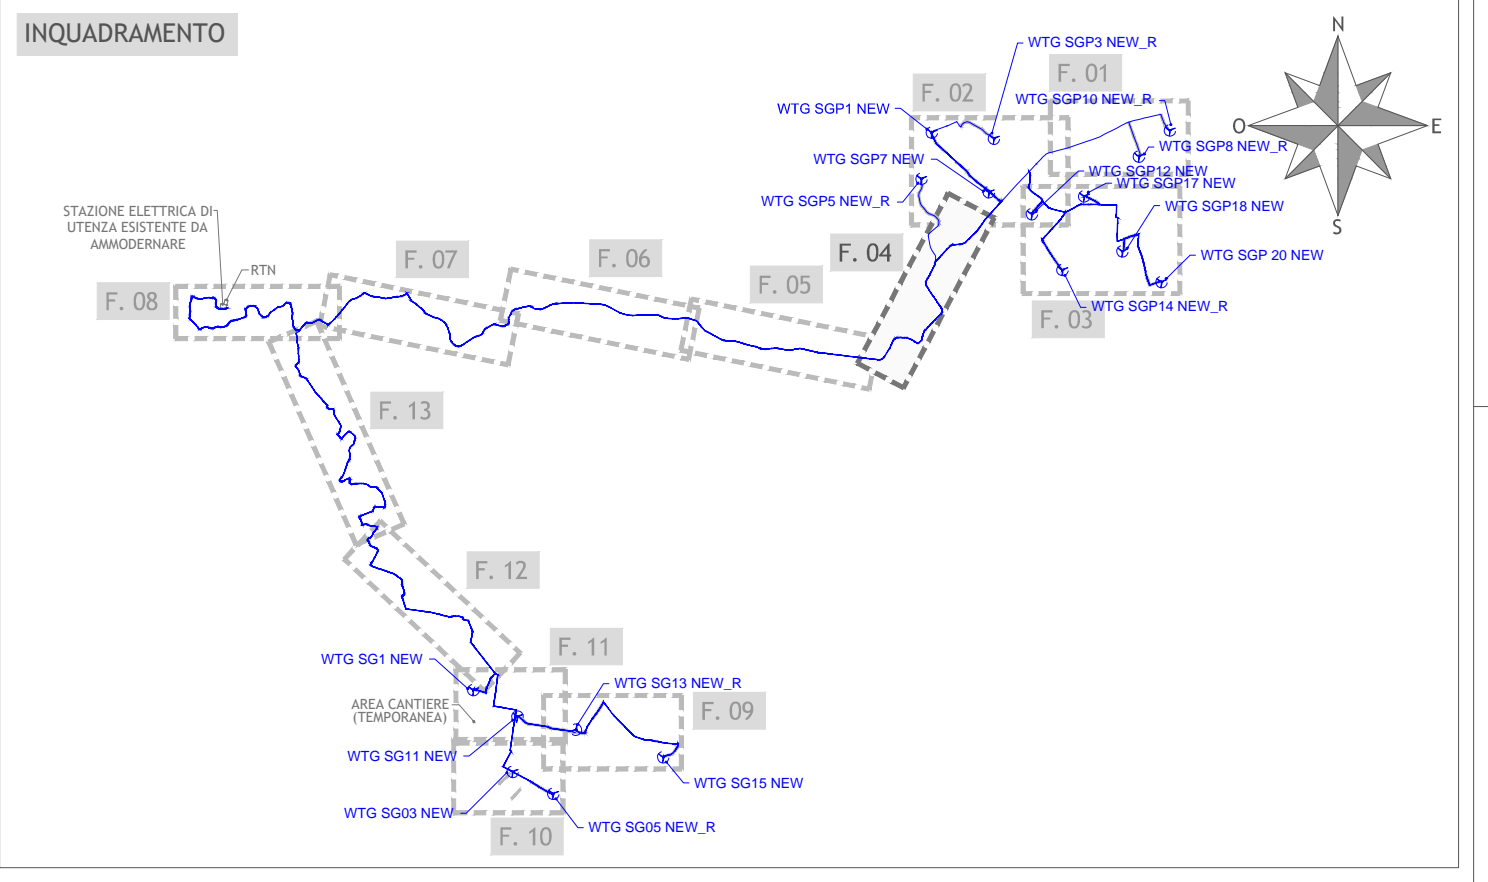 INQUADRAMENTO
N
WTG SGP3 NEW_R
F. 01
F. 02
WTG SGP10 NEW_R
WTG SGP1 NEW
O
E
WTG SGP8 NEW_R
WTG SGP7 NEW
WTG SGP12 NEW
WTG SGP17 NEW
WTG SGP5 NEW_R
WTG SGP18 NEW
S
STAZIONE ELETTRICA DI
UTENZA ESISTENTE DA
AMMODERNARE
F. 04
WTG SGP 20 NEW
F. 07
F. 06
RTN
F. 05
F. 08
WTG SGP14 NEW_R
F. 03
F. 13
F. 12
F. 11
WTG SG1 NEW
WTG SG13 NEW_R
AREA CANTIERE
(TEMPORANEA)
F. 09
WTG SG11 NEW
WTG SG15 NEW
WTG SG03 NEW
WTG SG05 NEW_R
F. 10